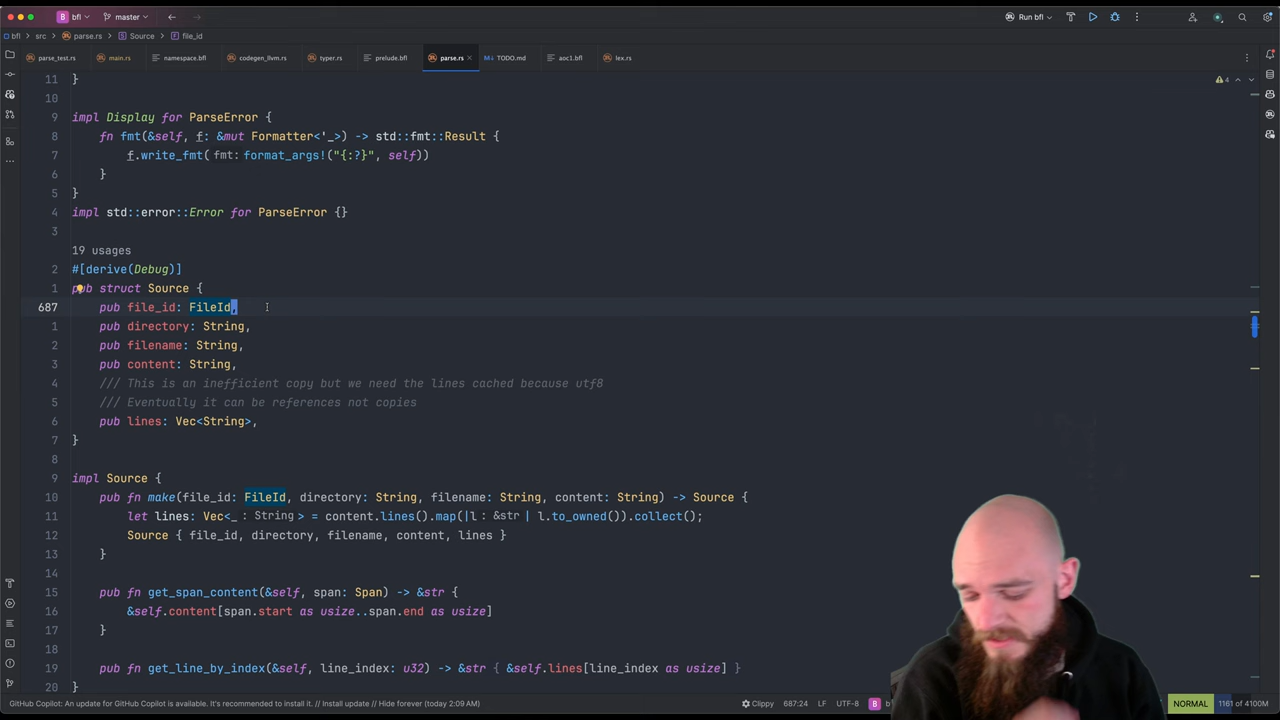 B bfl master Run bfl
bfl src parse.rs S Source f file_id
parse_test.rs main.rs namespace.bfl codegen_llvm.rs typer.rs prelude.bfl parse.rs TODO.md aoc1.bfl lex.rs
11 } 4
10
9 impl Display for ParseError {
8 fn fmt(&self, f: &mut Formatter<'_>) -> std::fmt::Result {
7 f.write_fmt( fmt: format_args!("{:?}", self))
6 }
5 }
4 impl std::error::Error for ParseError {}
3
19 usages
2 #[derive(Debug)]
1 pub struct Source {
687 pub file_id: FileId,
1 pub directory: String,
2 pub filename: String,
3 pub content: String,
4 /// This is an inefficient copy but we need the lines cached because utf8
5 /// Eventually it can be references not copies
6 pub lines: Vec<String>,
7 }
8
9 impl Source {
10 pub fn make(file_id: FileId, directory: String, filename: String, content: String) -> Source {
11 let lines: Vec<_ : String > = content.lines().map(|l : &str | l.to_owned()).collect();
12 Source { file_id, directory, filename, content, lines }
13 }
14
15 pub fn get_span_content(&self, span: Span) -> &str {
16 &self.content[span.start as usize..span.end as usize]
17 }
18
19 pub fn get_line_by_index(&self, line_index: u32) -> &str { &self.lines[line_index as usize] }
20 }
GitHub Copilot: An update for GitHub Copilot is available. It's recommended to install it. // Install update // Hide forever (today 2:09 AM) Clippy 687:24 LF UTF-8 B NORMAL 1161 of 4100M